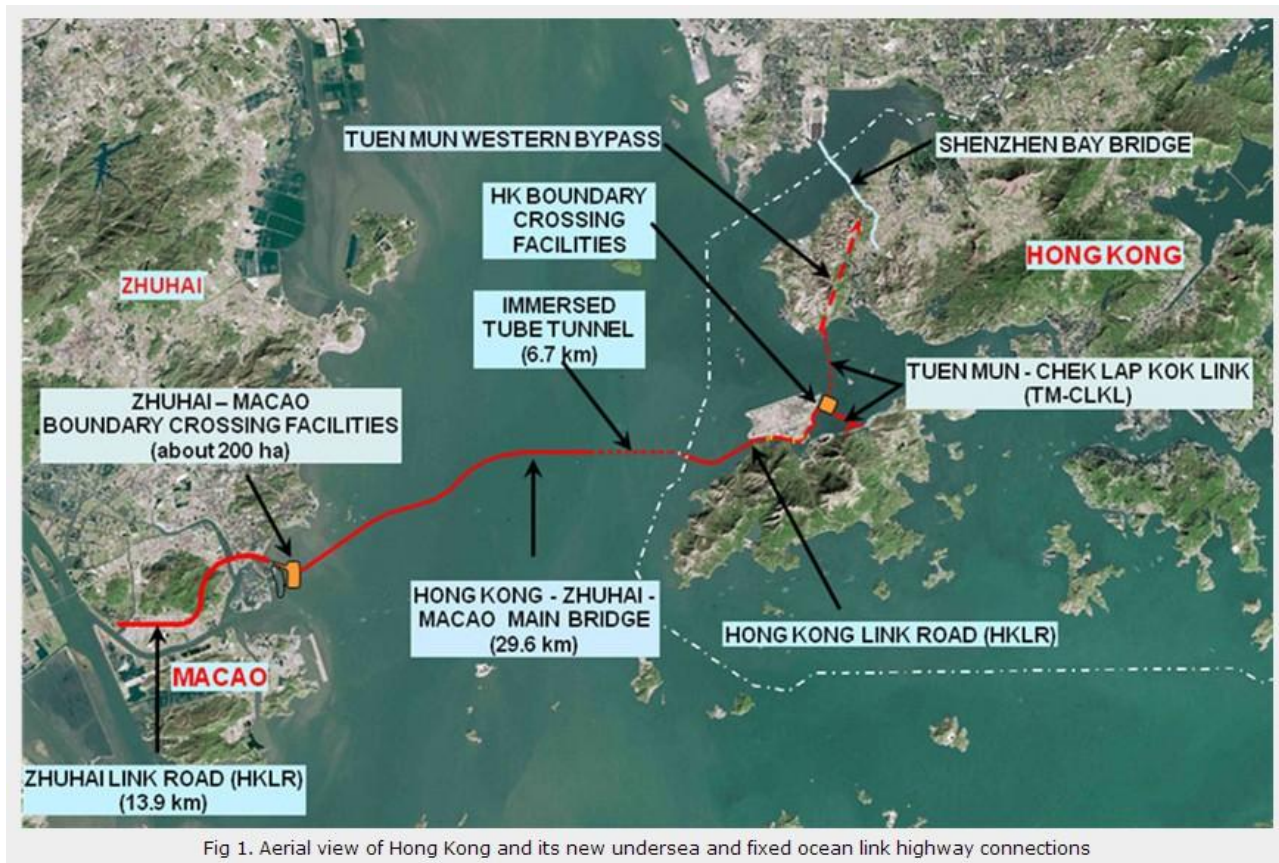 TUEN MUN WESTERN BYPASS
SHENZHEN BAY BRIDGE
HK BOUNDARY
CROSSING
FACILITIES
HONG KONG
ZHUHAI
IMMERSED
TUBE TUNNEL
(6.7 km)
TUEN MUN - CHEK LAP KOK LINK
(TM-CLKL)
ZHUHAI – MACAO
BOUNDARY CROSSING FACILITIES
(about 200 ha)
HONG KONG - ZHUHAI -
MACAO MAIN BRIDGE
(29.6 km)
HONG KONG LINK ROAD (HKLR)
MACAO
ZHUHAI LINK ROAD (HKLR)
(13.9 km)
Fig 1. Aerial view of Hong Kong and its new undersea and fixed ocean link highway connections